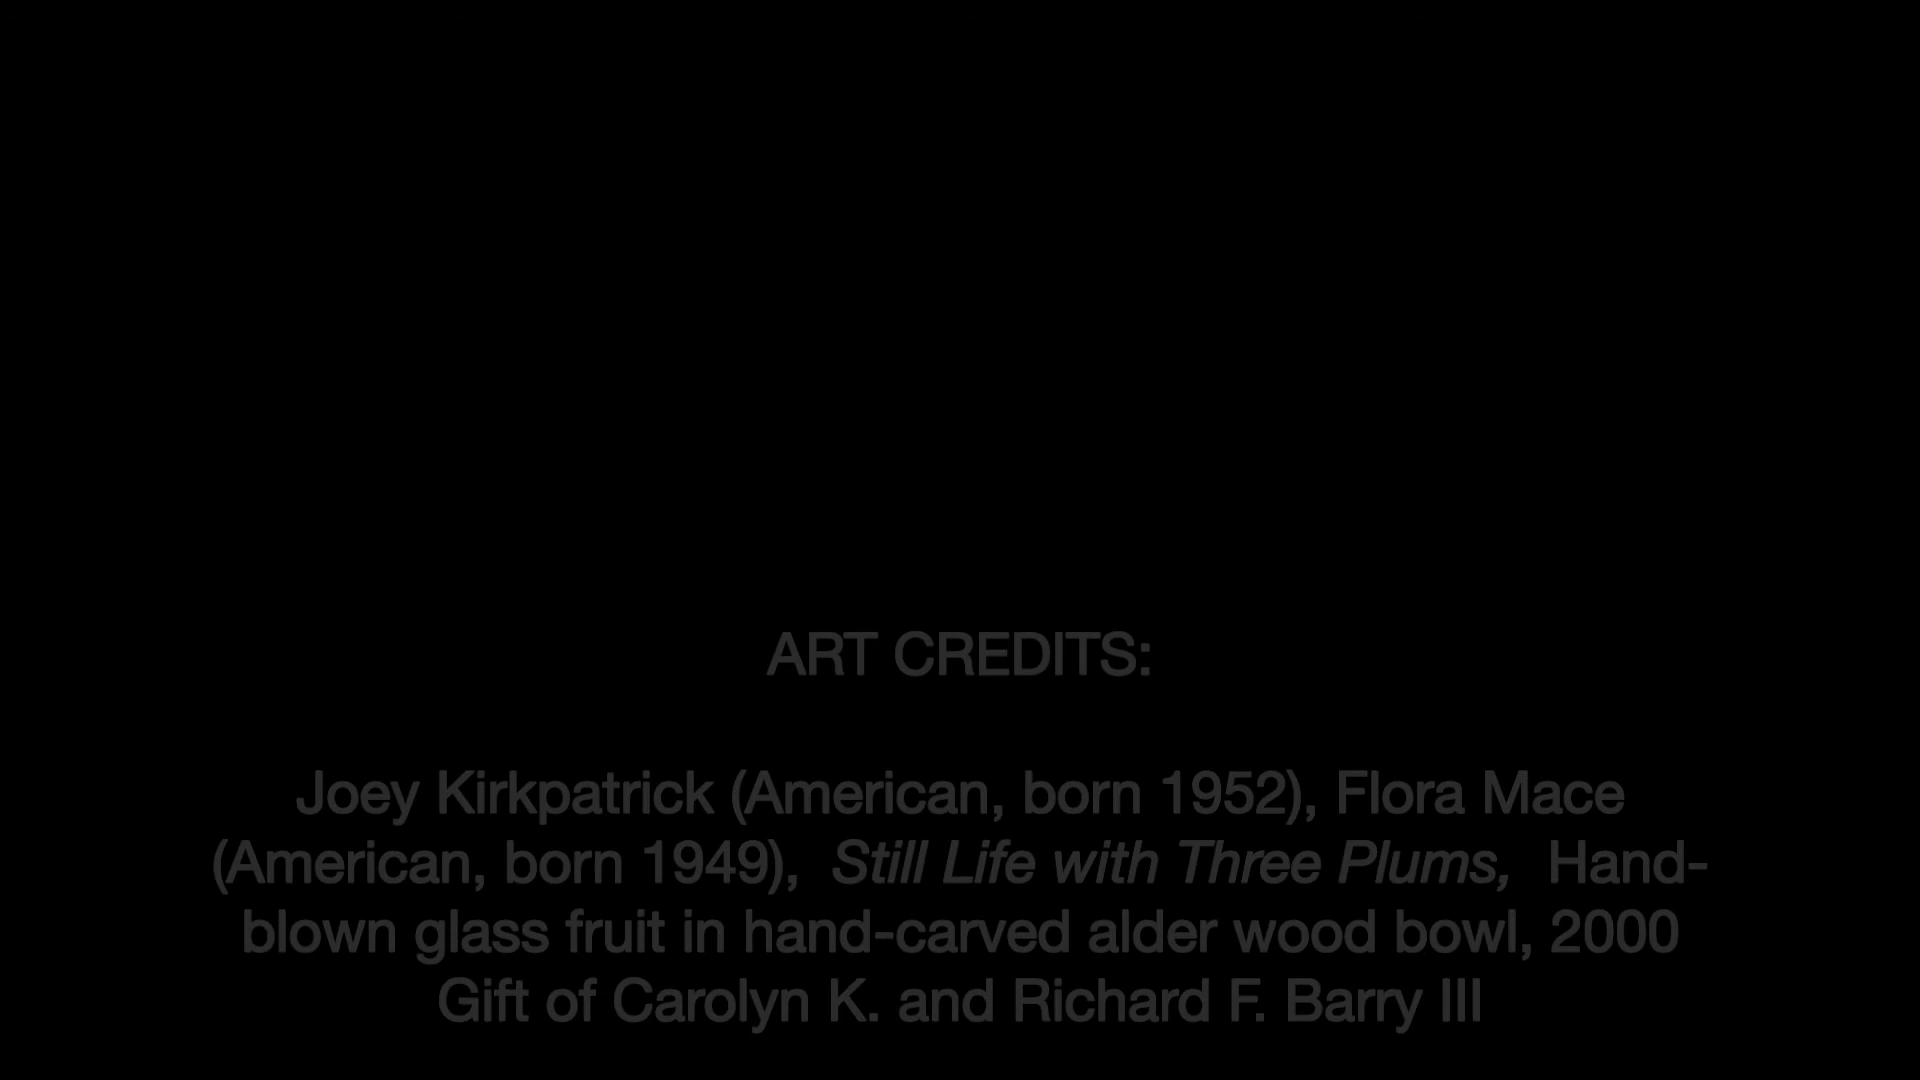 ART CREDITS:
Joey Kirkpatrick (American, born 1952), Flora Mace
(American, born 1949), Still Life with Three Plums, Hand-
blown glass fruit in hand-carved alder wood bowl, 2000
Gift of Carolyn K. and Richard F. Barry III